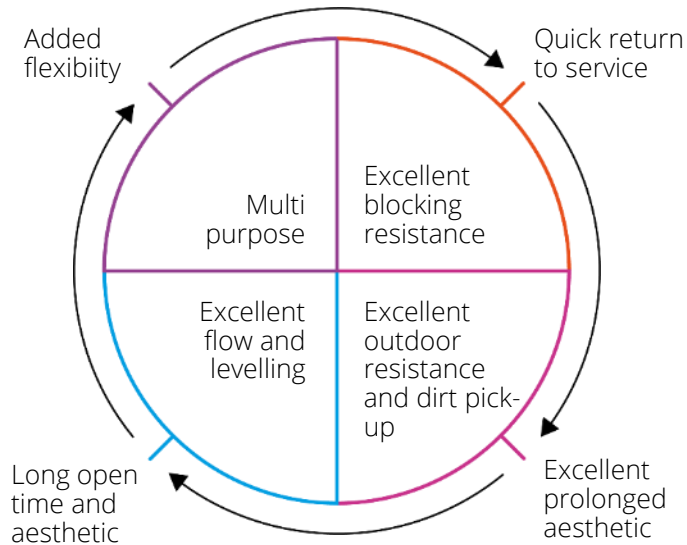 Added
flexibiity
Quick return
to service
Multi
purpose
Excellent
blocking
resistance
Excellent
flow and
levelling
Excellent
outdoor
resistance
and dirt pick-
up
Long open
time and
aesthetic
Excellent
prolonged
aesthetic